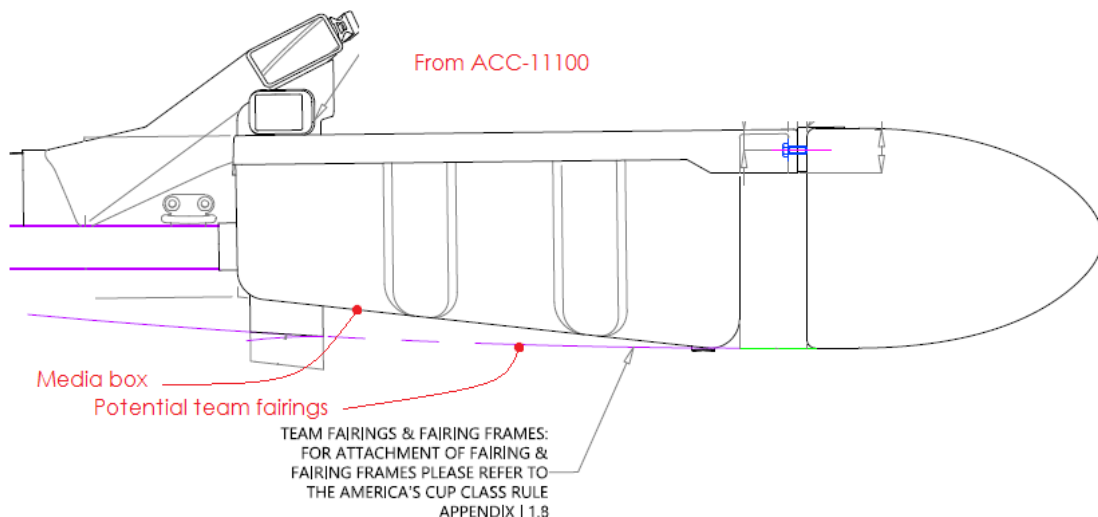 From ACC-11100
Media box
Potential team fairings
TEAM FAIRINGS & FAIRING FRAMES:
FOR ATTACHMENT OF FAIRING &
FAIRING FRAMES PLEASE REFER TO
THE AMERICA'S CUP CLASS RULE
APPENDIX J 1.8